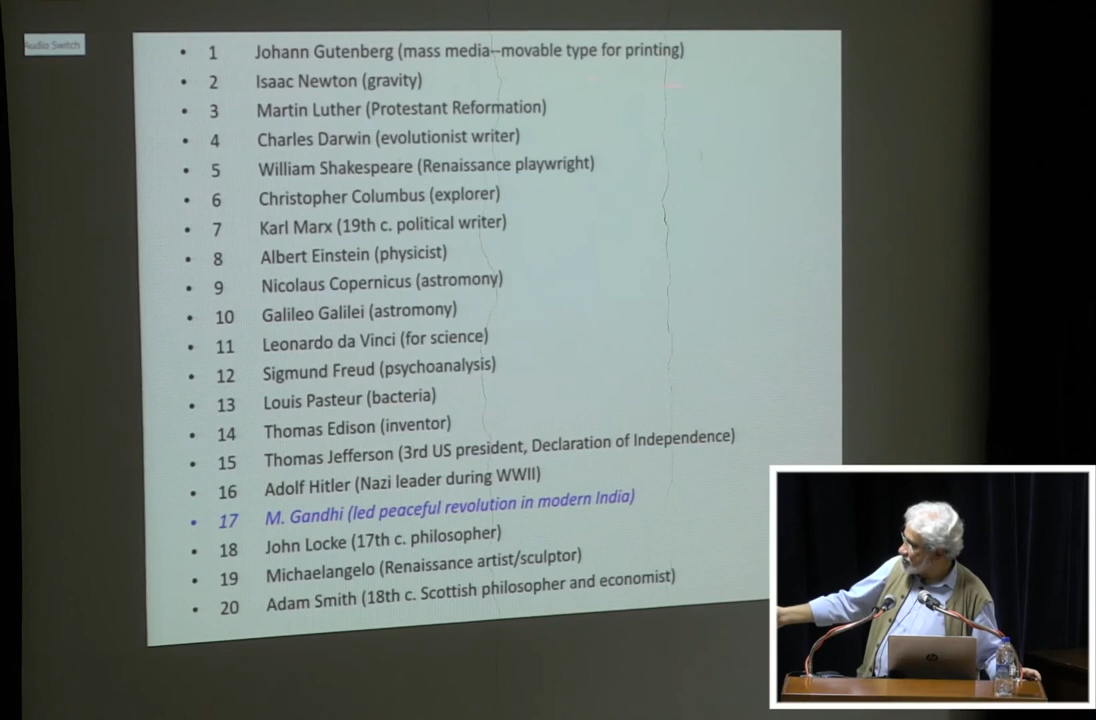 Audio Switch
• 1 Johann Gutenberg (mass media--movable type for printing)
• 2 Isaac Newton (gravity)
• 3 Martin Luther (Protestant Reformation)
• 4 Charles Darwin (evolutionist writer)
• 5 William Shakespeare (Renaissance playwright)
• 6 Christopher Columbus (explorer)
• 7 Karl Marx (19th c. political writer)
• 8 Albert Einstein (physicist)
• 9 Nicolaus Copernicus (astromony)
• 10 Galileo Galilei (astromony)
• 11 Leonardo da Vinci (for science)
• 12 Sigmund Freud (psychoanalysis)
• 13 Louis Pasteur (bacteria)
• 14 Thomas Edison (inventor)
• 15 Thomas Jefferson (3rd US president, Declaration of Independence)
• 16 Adolf Hitler (Nazi leader during WWII)
• 17 M. Gandhi (led peaceful revolution in modern India)
• 18 John Locke (17th c. philosopher)
• 19 Michaelangelo (Renaissance artist/sculptor)
• 20 Adam Smith (18th c. Scottish philosopher and economist)
hp